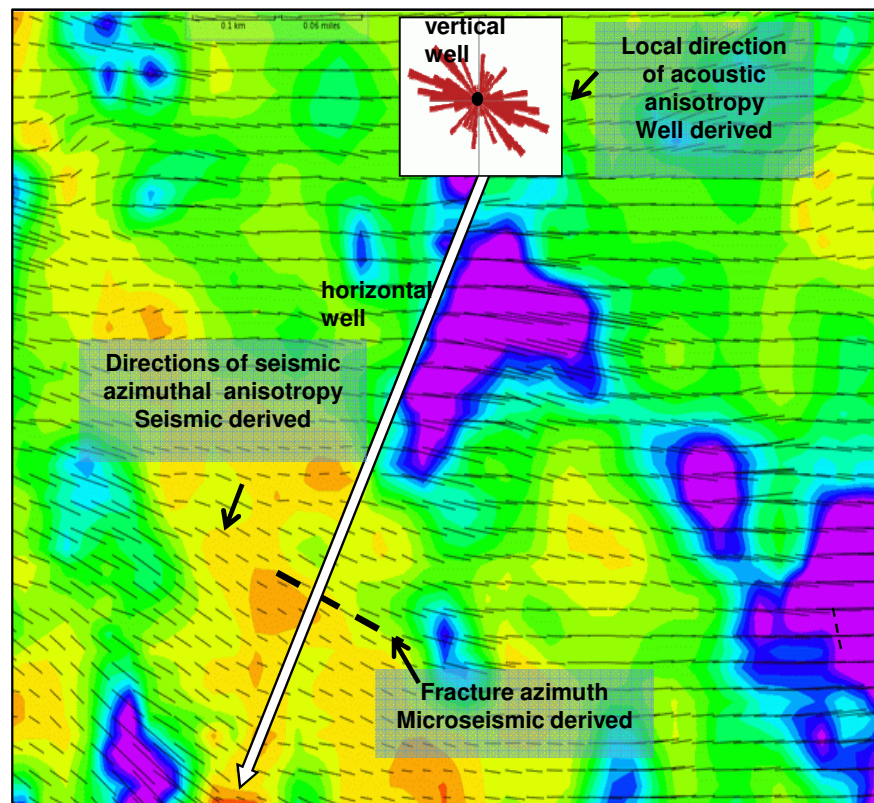 0.1 km
0.06 miles
vertical
well
Local direction
of acoustic
anisotropy
Well derived
horizontal
well
Directions of seismic
azimuthal anisotropy
Seismic derived
Fracture azimuth
Microseismic derived